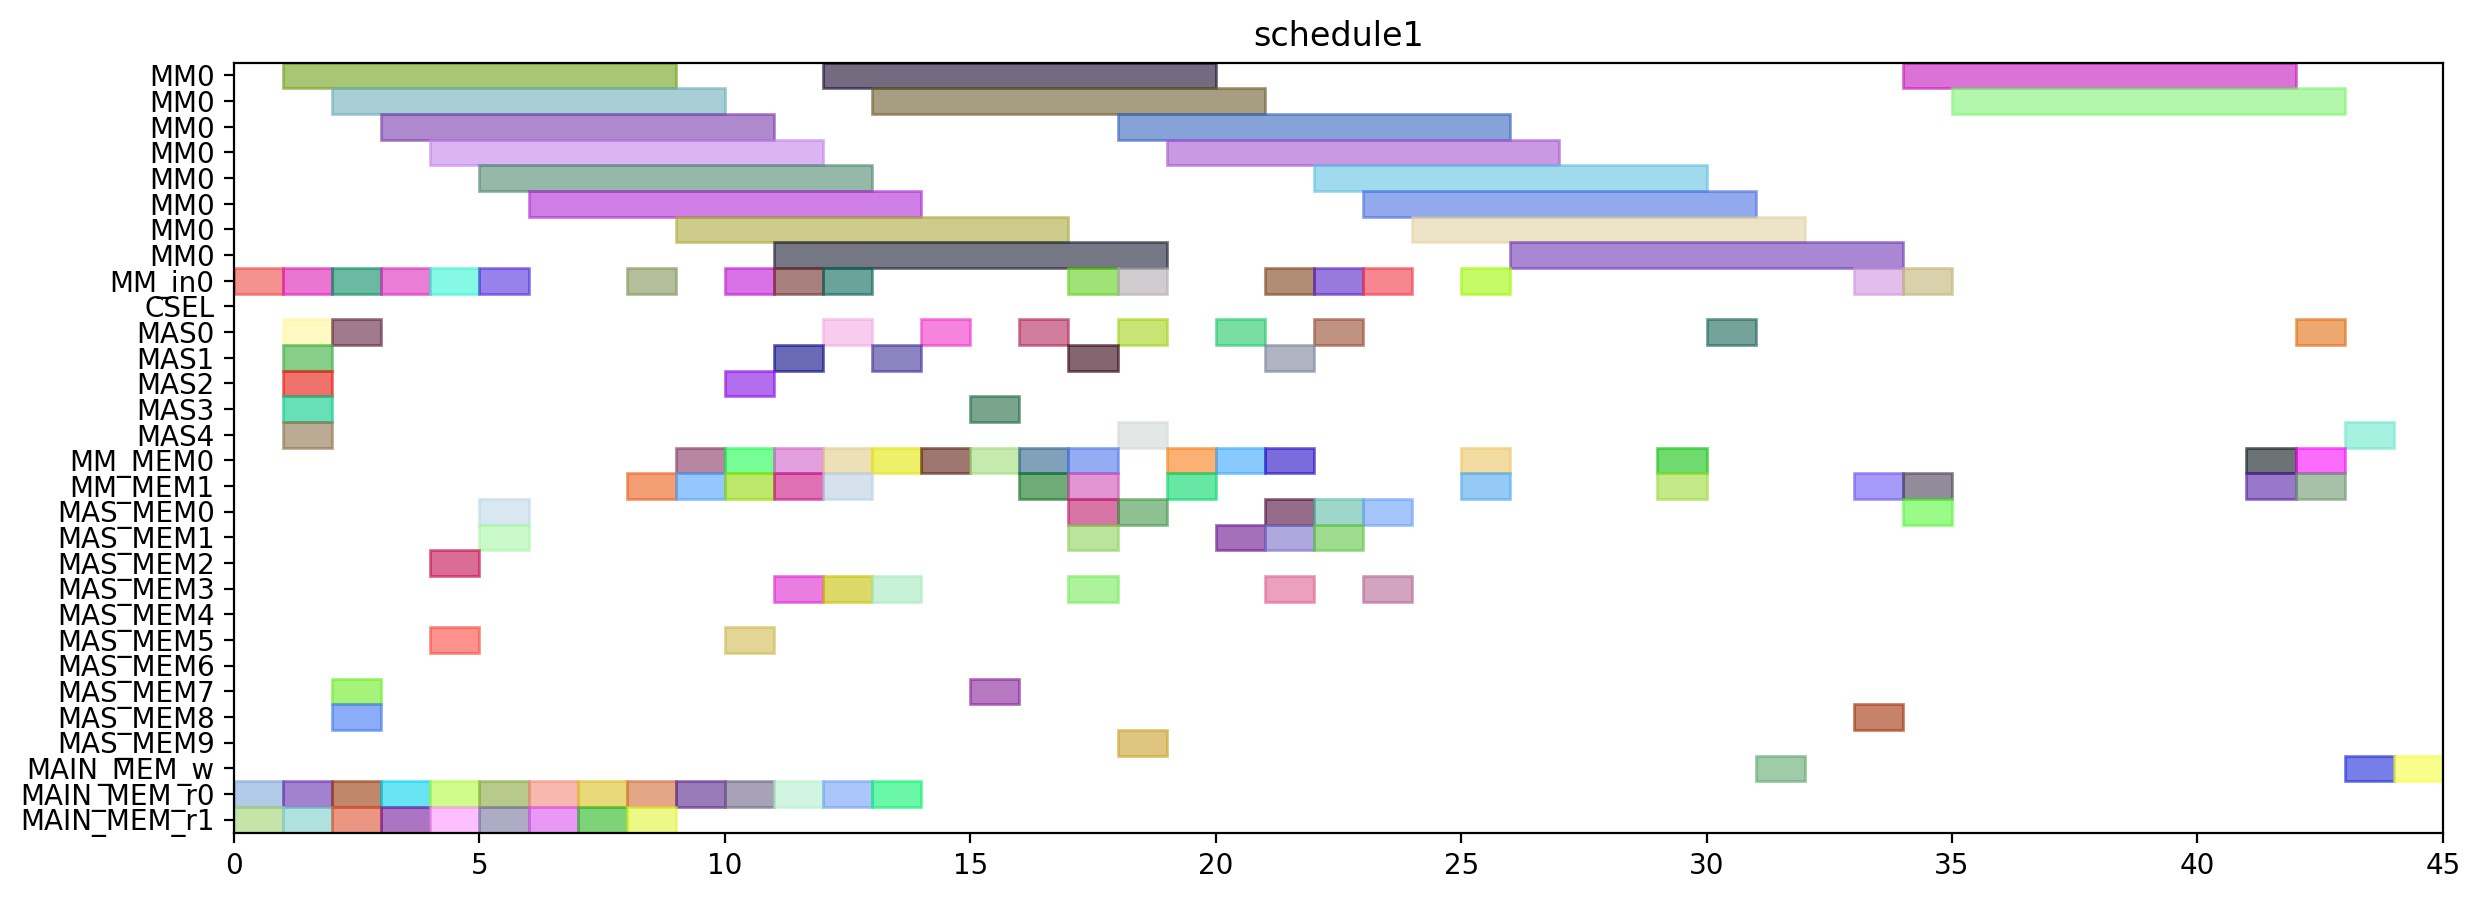 schedule1
MM0
MM0
MM0
MM0
MM0
MM0
MM0
MM0
MM_in0
CSEL
MAS0
MAS1
MAS2
MAS3
MAS4
MM_MEM0
MM_MEM1
MAS_MEM0
MAS_MEM1
MAS_MEM2
MAS_MEM3
MAS_MEM4
MAS_MEM5
MAS_MEM6
MAS_MEM7
MAS_MEM8
MAS_MEM9
MAIN_MEM_w
MAIN_MEM_r0
MAIN_MEM_r1
0 5 10 15 20 25 30 35 40 45